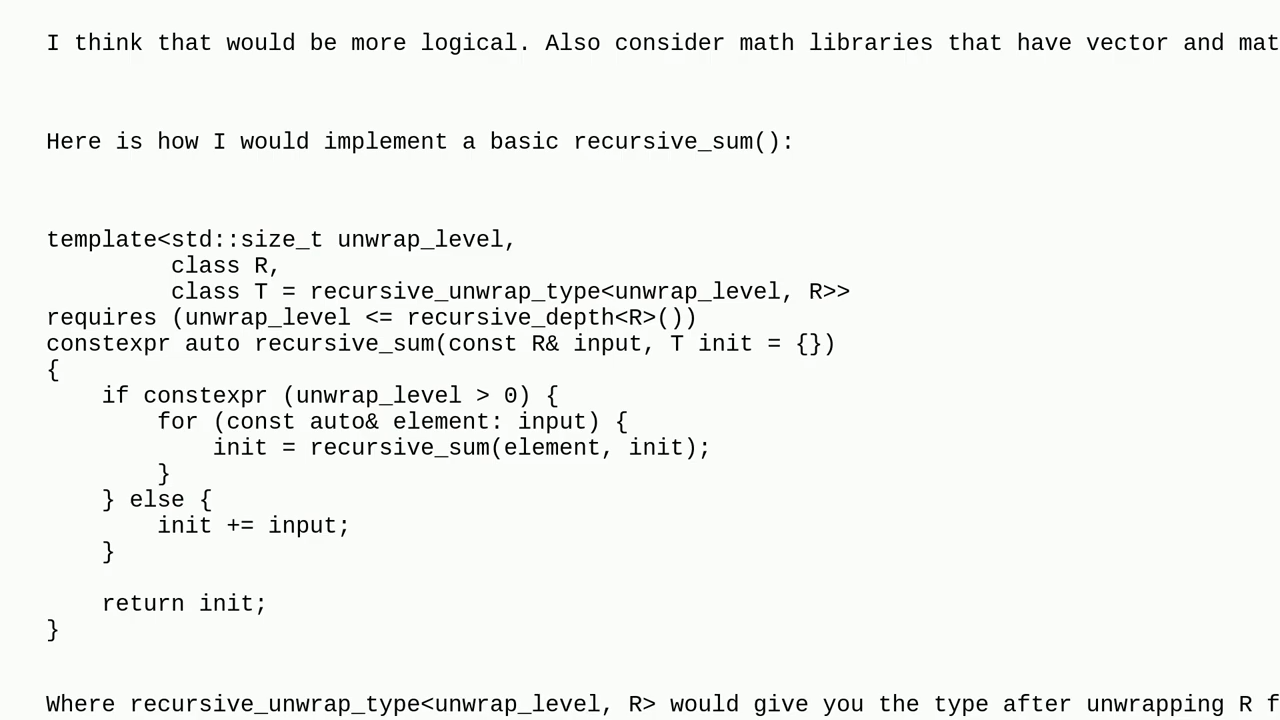 I think that would be more logical. Also consider math libraries that have vector and mat
Here is how I would implement a basic recursive_sum():
template<std::size_t unwrap_level,
         class R,
         class T = recursive_unwrap_type<unwrap_level, R>>
requires (unwrap_level <= recursive_depth<R>())
constexpr auto recursive_sum(const R& input, T init = {})
{
    if constexpr (unwrap_level > 0) {
        for (const auto& element: input) {
            init = recursive_sum(element, init);
        }
    } else {
        init += input;
    }
    return init;
}
Where recursive_unwrap_type<unwrap_level, R> would give you the type after unwrapping R f